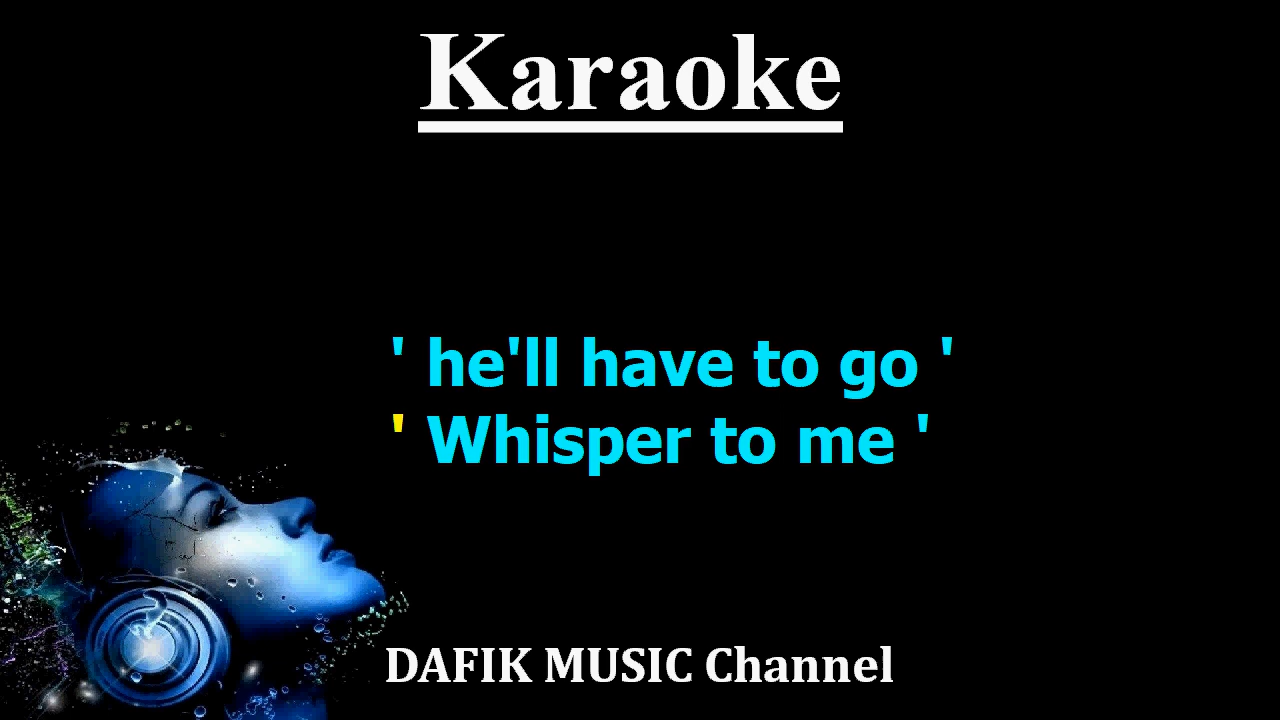 Karaoke
' he'll have to go '
' Whisper to me '
DAFIK MUSIC Channel